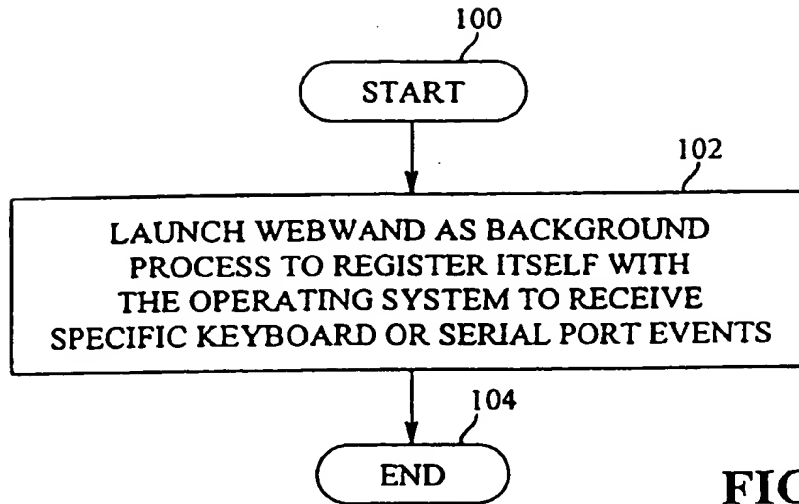 100
START
102
LAUNCH WEBWAND AS BACKGROUND
PROCESS TO REGISTER ITSELF WITH
THE OPERATING SYSTEM TO RECEIVE
SPECIFIC KEYBOARD OR SERIAL PORT EVENTS
104
END
FIG